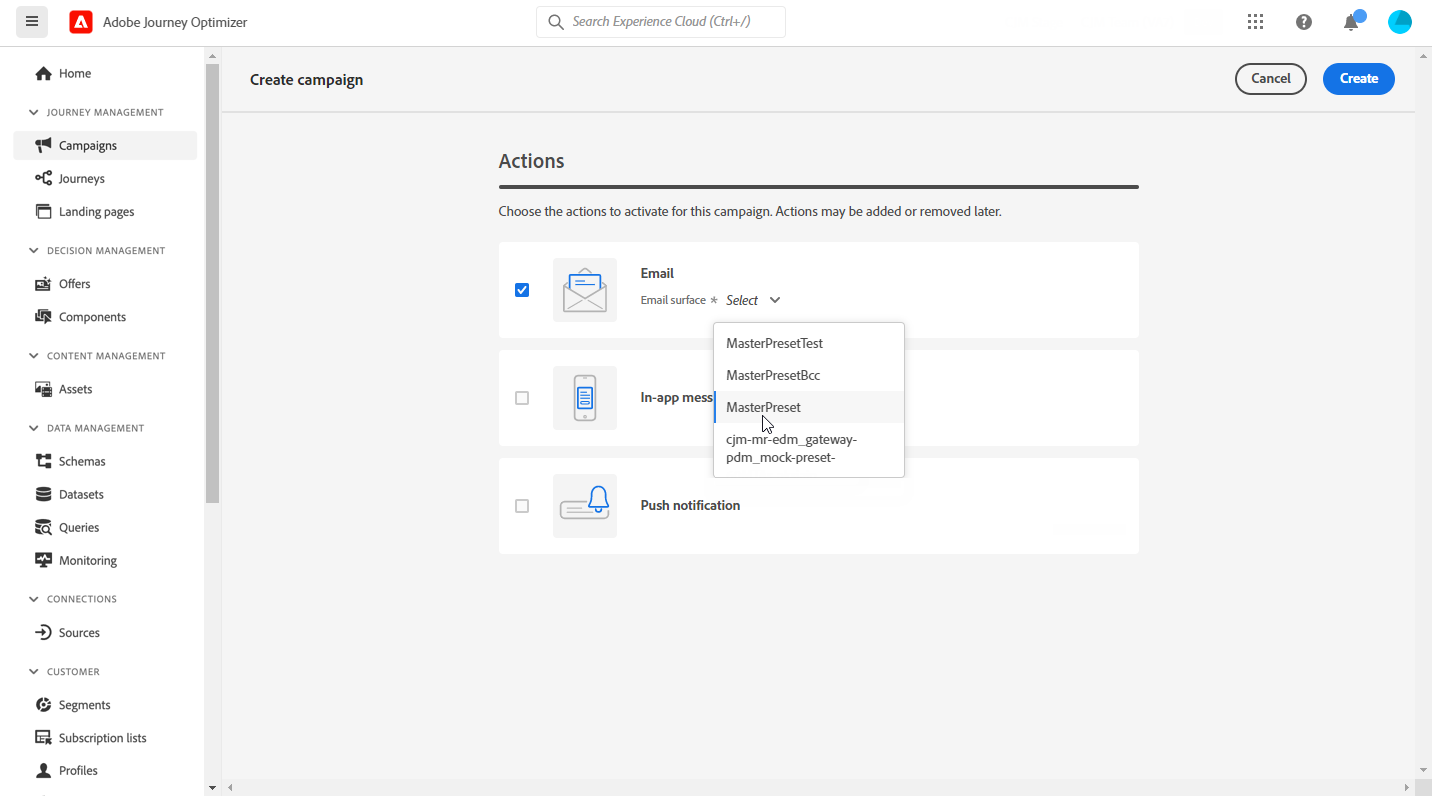 Adobe Journey Optimizer
Search Experience Cloud (Ctrl+/)
Home
JOURNEY MANAGEMENT
Campaigns
Journeys
Landing pages
DECISION MANAGEMENT
Offers
Components
CONTENT MANAGEMENT
Assets
DATA MANAGEMENT
Schemas
Datasets
Queries
Monitoring
CONNECTIONS
Sources
CUSTOMER
Segments
Subscription lists
Profiles
Create campaign
Cancel
Create
Actions
Choose the actions to activate for this campaign. Actions may be added or removed later.
Email
Email surface * Select
MasterPresetTest
MasterPresetBcc
MasterPreset
cjm-mr-edm_gateway-
pdm_mock-preset-
In-app mess
Push notification